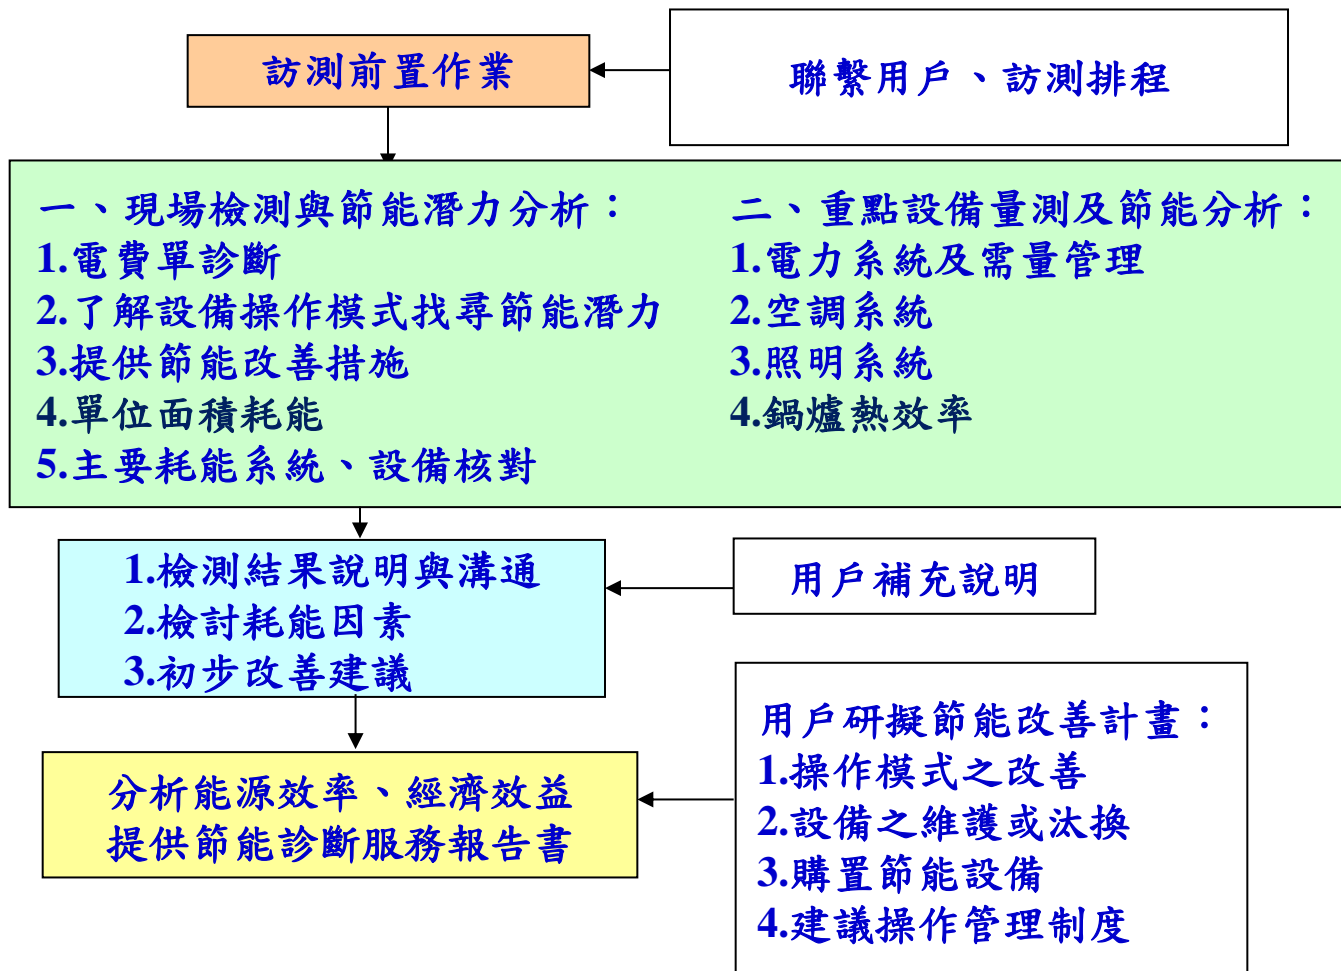 訪測前置作業
聯繫用戶、訪測排程
一、現場檢測與節能潛力分析：
1.電費單診斷
2.了解設備操作模式找尋節能潛力
3.提供節能改善措施
4.單位面積耗能
5.主要耗能系統、設備核對
二、重點設備量測及節能分析：
1.電力系統及需量管理
2.空調系統
3.照明系統
4.鍋爐熱效率
1.檢測結果說明與溝通
2.檢討耗能因素
3.初步改善建議
用戶補充說明
用戶研擬節能改善計畫：
1.操作模式之改善
2.設備之維護或汰換
3.購置節能設備
4.建議操作管理制度
分析能源效率、經濟效益
提供節能診斷服務報告書